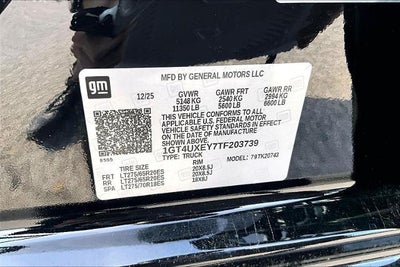 gm
MFD BY GENERAL MOTORS LLC
12/25 GVWR GAWR FRT GAWR RR
5148 KG 2540 KG 2994 KG
11350 LB 5600 LB 6600 LB
THIS VEHICLE CONFORMS TO ALL
APPLICABLE U.S. FEDERAL MOTOR
VEHICLE SAFETY STANDARDS IN EFFECT
ON THE DATE OF MANUFACTURE
1GT4UXEY7TF203739
TYPE: TRUCK MODEL: 79TK20743
TIRE SIZE RIM
FRT LT275/65R20ES 20X8.5J
RR LT275/65R20ES 20X8.5J
SPA LT275/70R18ES 18X8J